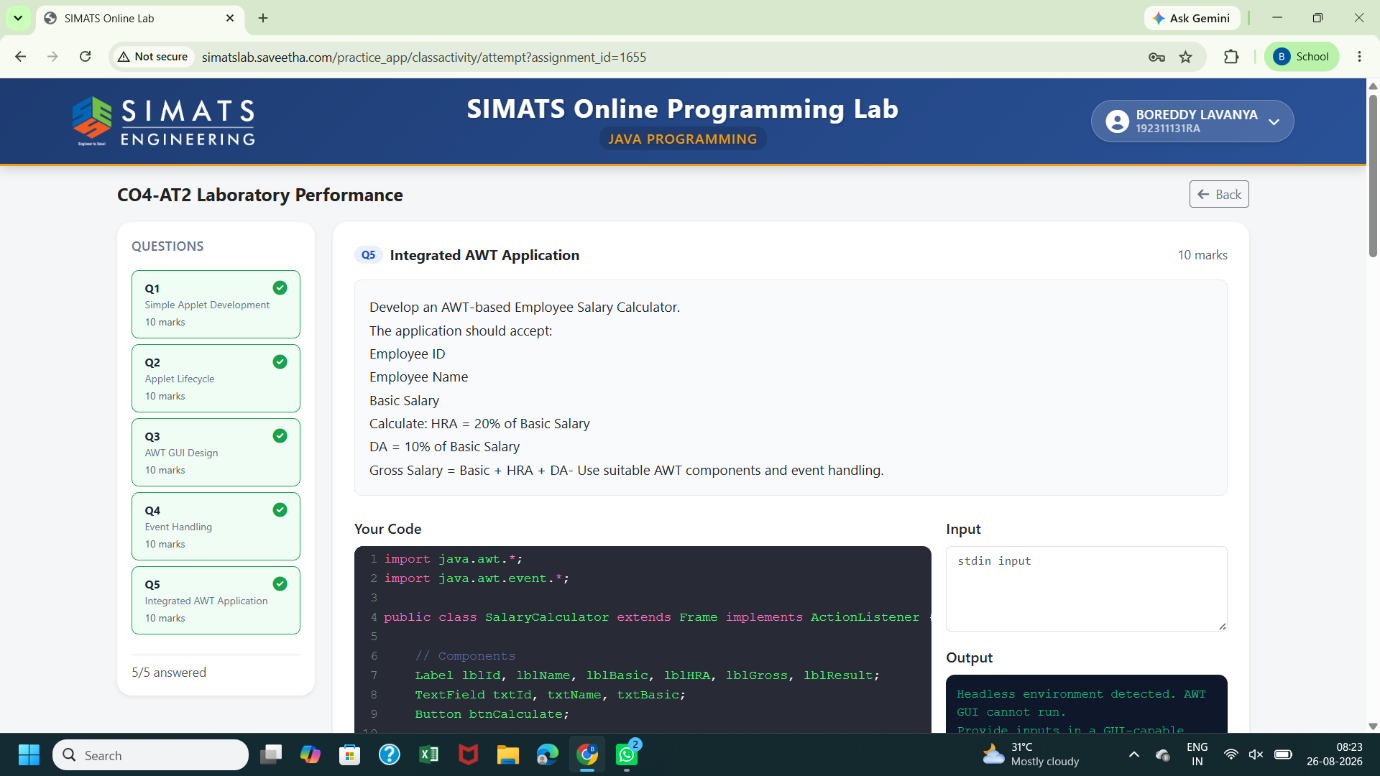 SIMATS Online Lab
Ask Gemini
Not secure
simatslab.saveetha.com/practice_app/classactivity/attempt?assignment_id=1655
B
School
SIMATS
ENGINEERING
SIMATS Online Programming Lab
JAVA PROGRAMMING
BOREDDY LAVANYA
192311131RA
CO4-AT2 Laboratory Performance
Back
QUESTIONS
Q1
Simple Applet Development
10 marks
Q2
Applet Lifecycle
10 marks
Q3
AWT GUI Design
10 marks
Q4
Event Handling
10 marks
Q5
Integrated AWT Application
10 marks
5/5 answered
Q5 Integrated AWT Application
10 marks
Develop an AWT-based Employee Salary Calculator.
The application should accept:
Employee ID
Employee Name
Basic Salary
Calculate: HRA = 20% of Basic Salary
DA = 10% of Basic Salary
Gross Salary = Basic + HRA + DA- Use suitable AWT components and event handling.
Your Code
1 import java.awt.*;
2 import java.awt.event.*;
3
4 public class SalaryCalculator extends Frame implements ActionListener {
5
6 // Components
7 Label lblId, lblName, lblBasic, lblHRA, lblGross, lblResult;
8 TextField txtId, txtName, txtBasic;
9 Button btnCalculate;
Input
stdin input
Output
Headless environment detected. AWT
GUI cannot run.
Provide inputs in a GUI-capable
Search
2
31°C
Mostly cloudy
ENG
IN
08:23
26-08-2026